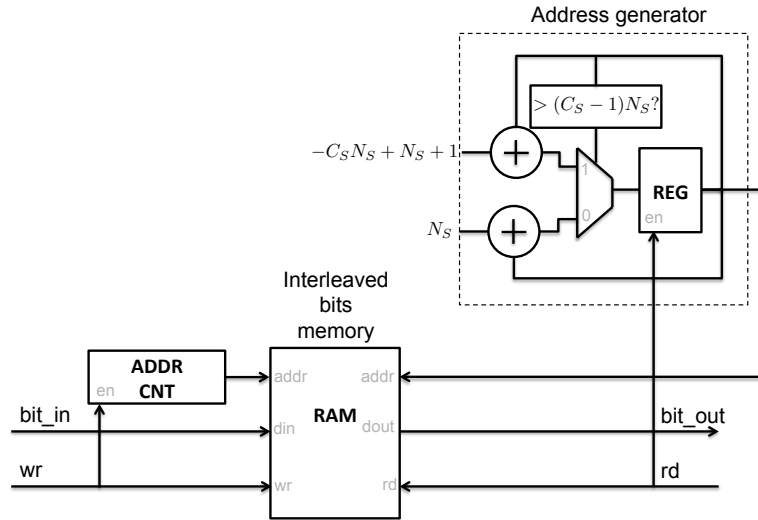 Address generator
> (C_S − 1)N_S?
−C_S N_S + N_S + 1
+
1
REG
en
N_S
+
0
Interleaved
bits
memory
ADDR
CNT
en
addr
addr
RAM
bit_in
din
dout
bit_out
wr
wr
rd
rd